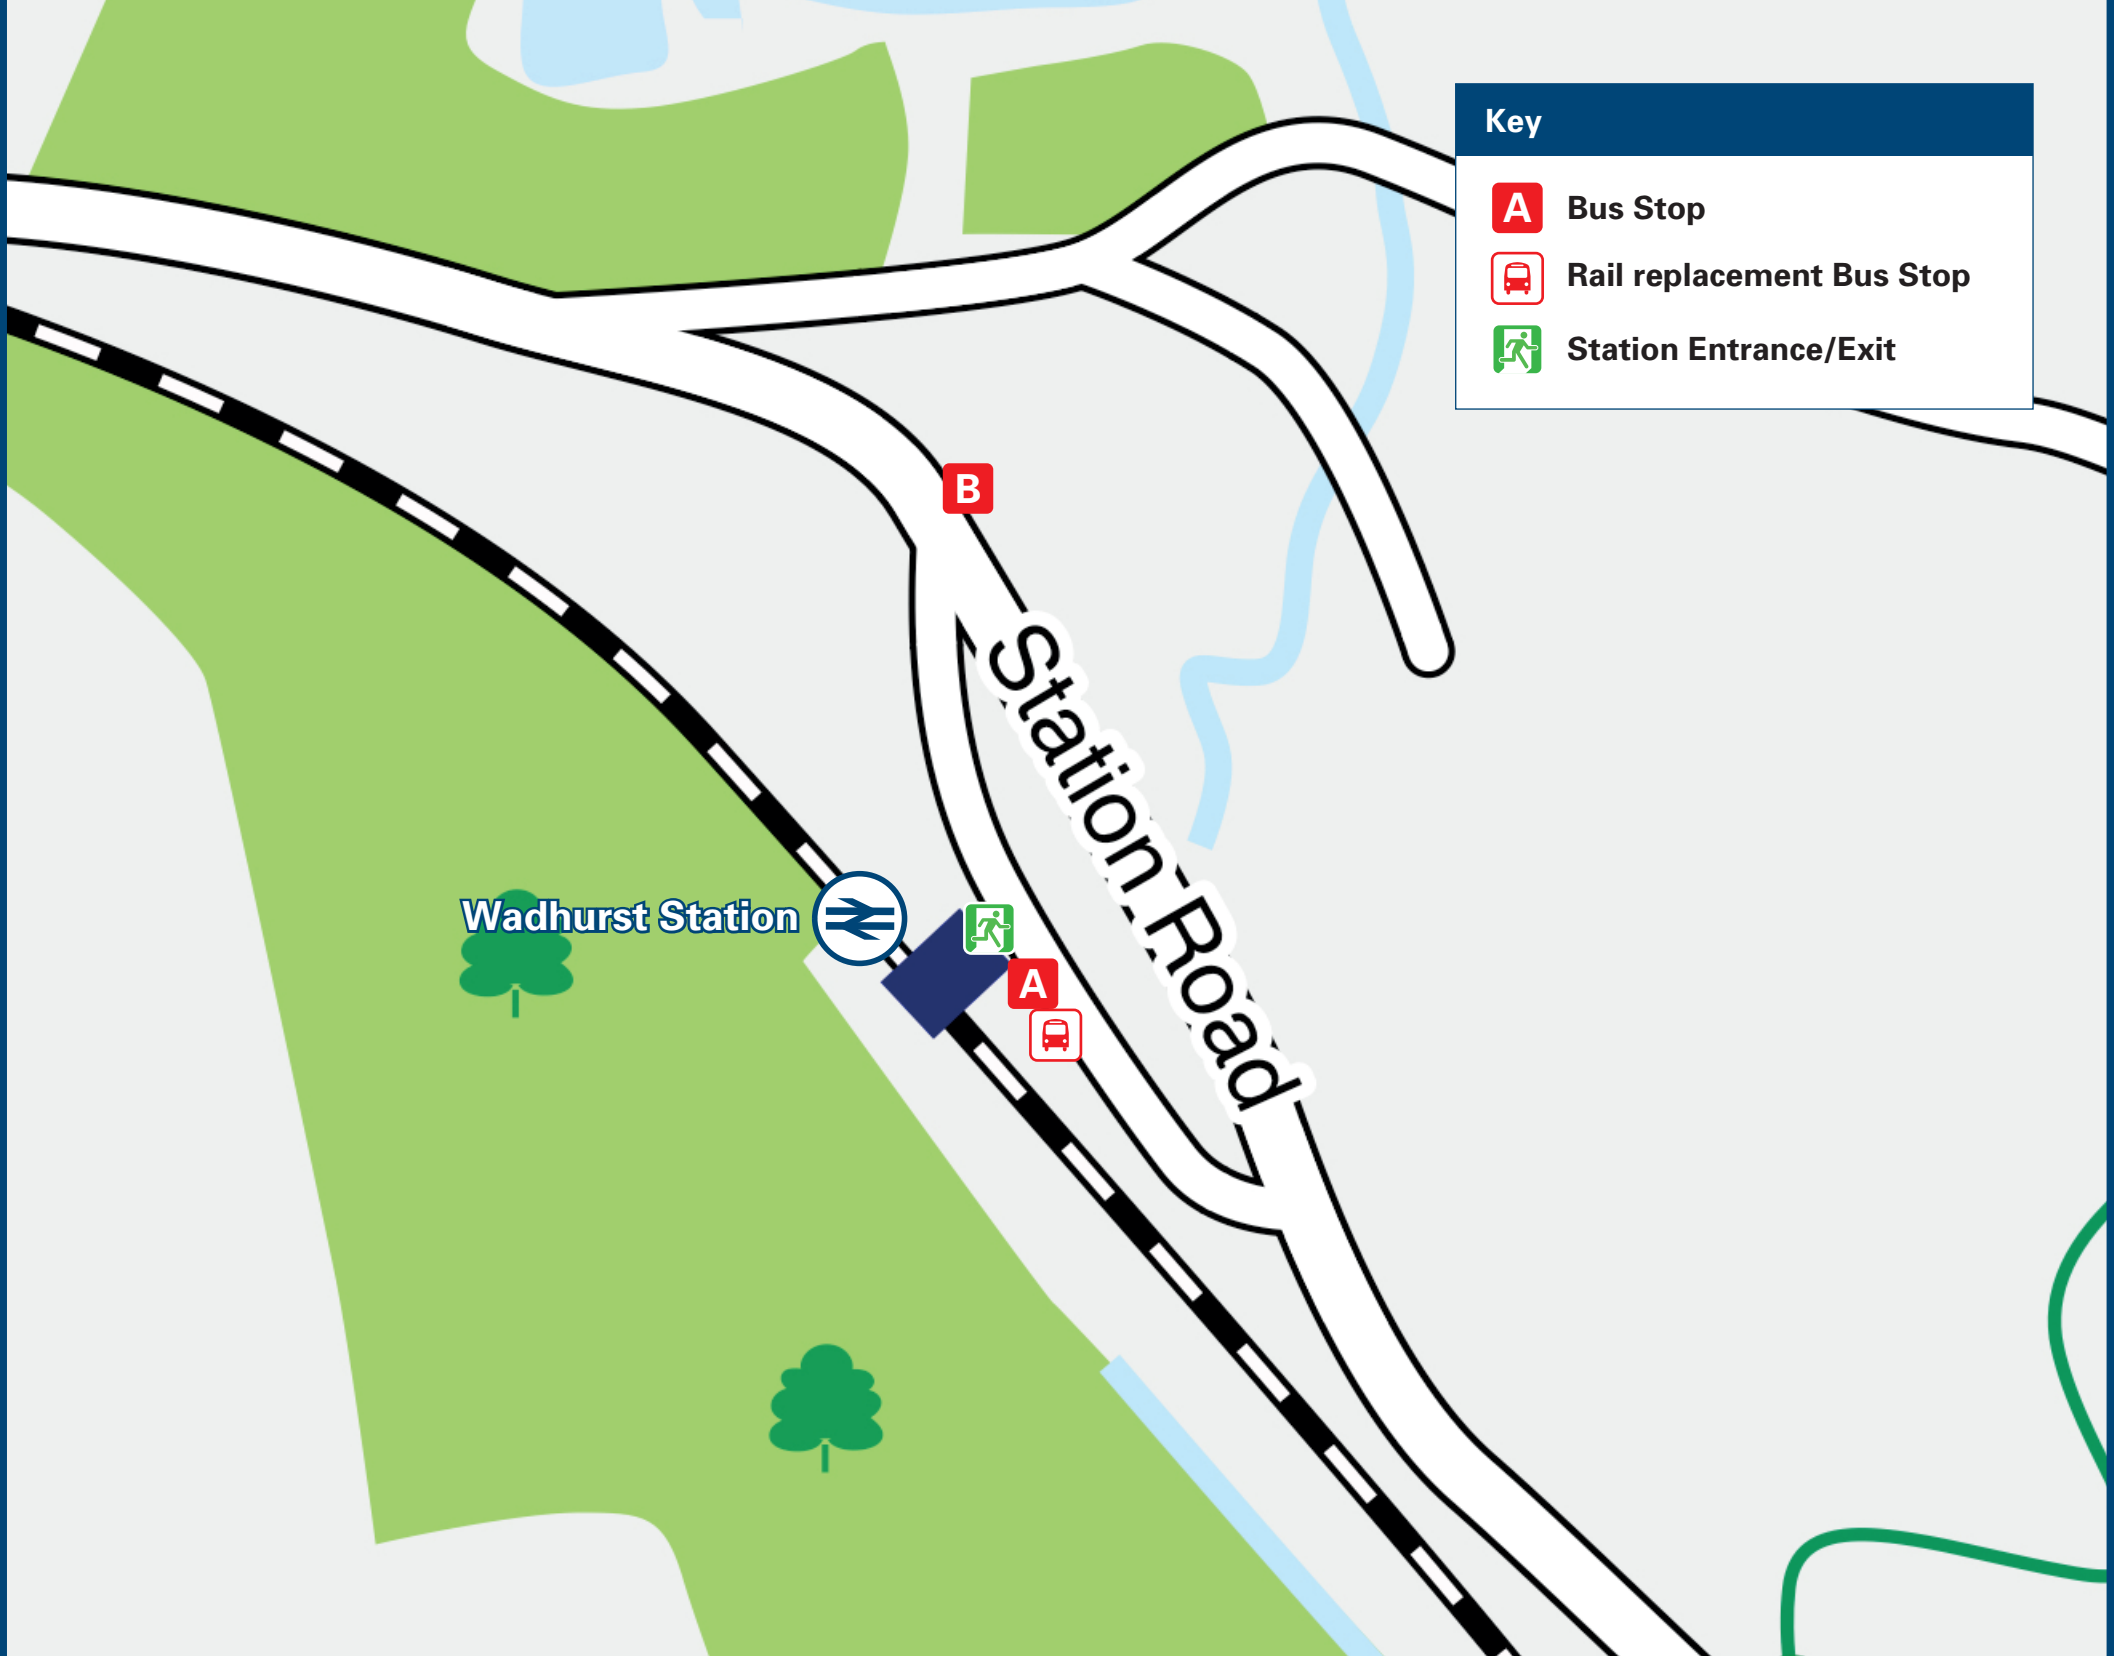 Key
A Bus Stop
Rail replacement Bus Stop
Station Entrance/Exit
B
Station Road
Wadhurst Station
A